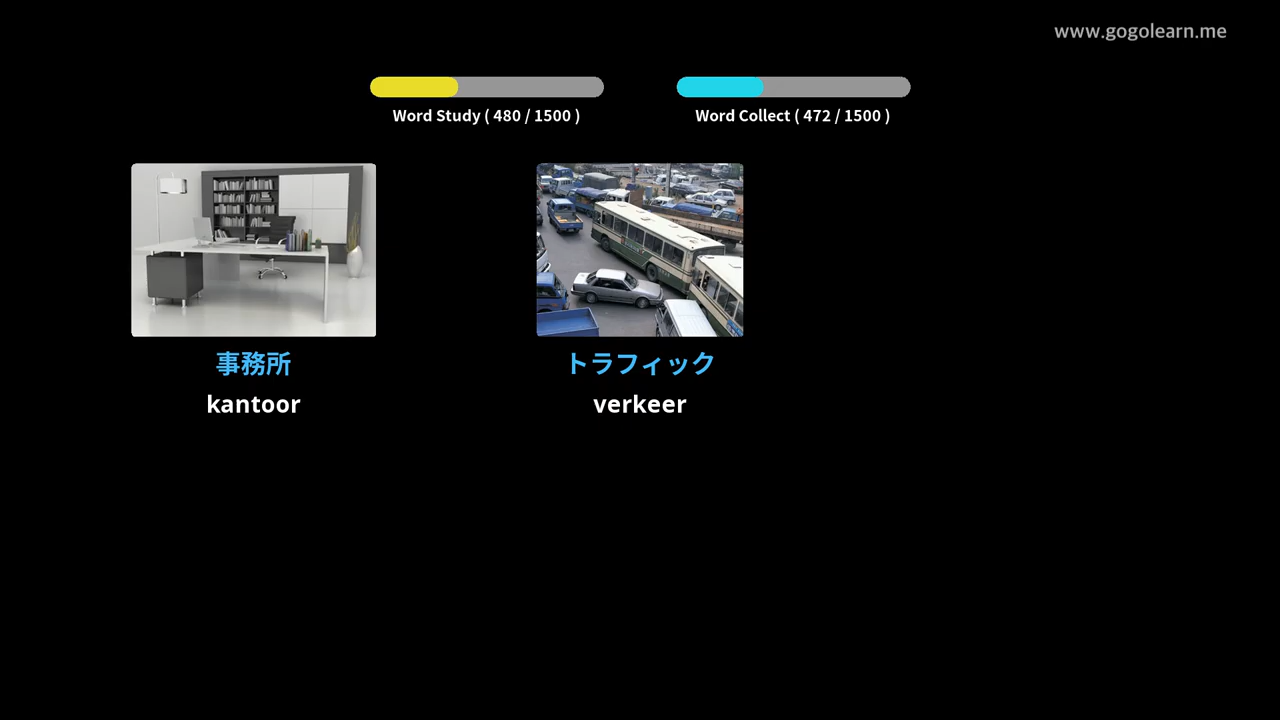 www.gogolearn.me
Word Study ( 480 / 1500 )
Word Collect ( 472 / 1500 )
事務所
トラフィック
kantoor
verkeer